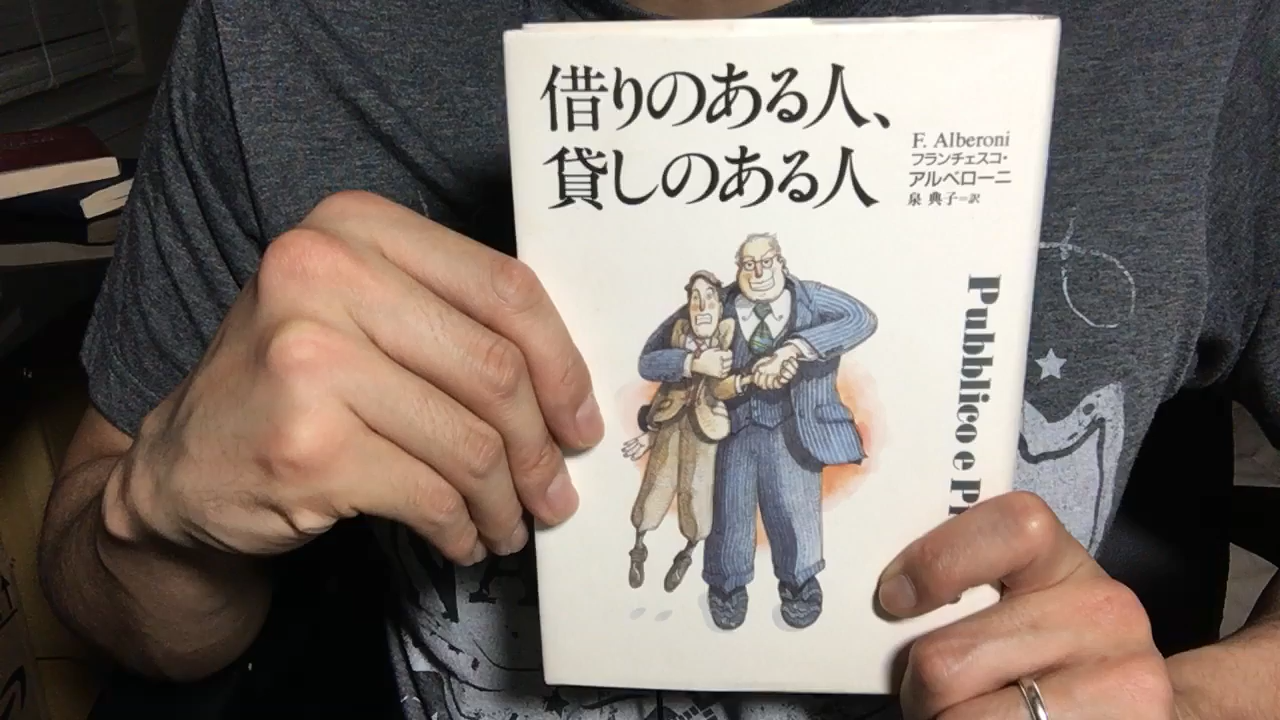 借りのある人、
貸しのある人
F. Alberoni
フランチェスコ・
アルベローニ
泉 典子=訳
Pubblico e